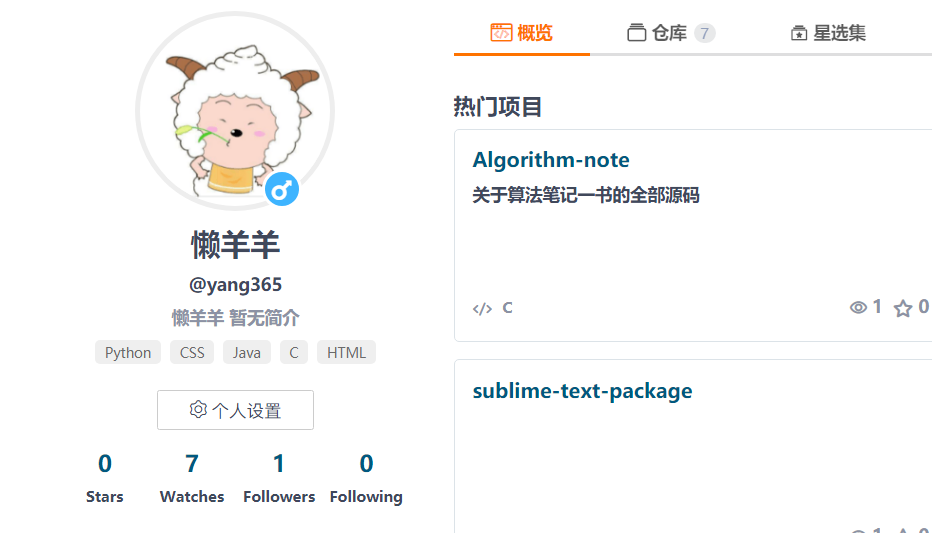 懒羊羊
@yang365
懒羊羊 暂无简介
Python CSS Java C HTML
个人设置
0 7 1 0
Stars Watches Followers Following
概览 仓库 7 星选集
热门项目
Algorithm-note
关于算法笔记一书的全部源码
C 1 0
sublime-text-package
1 0